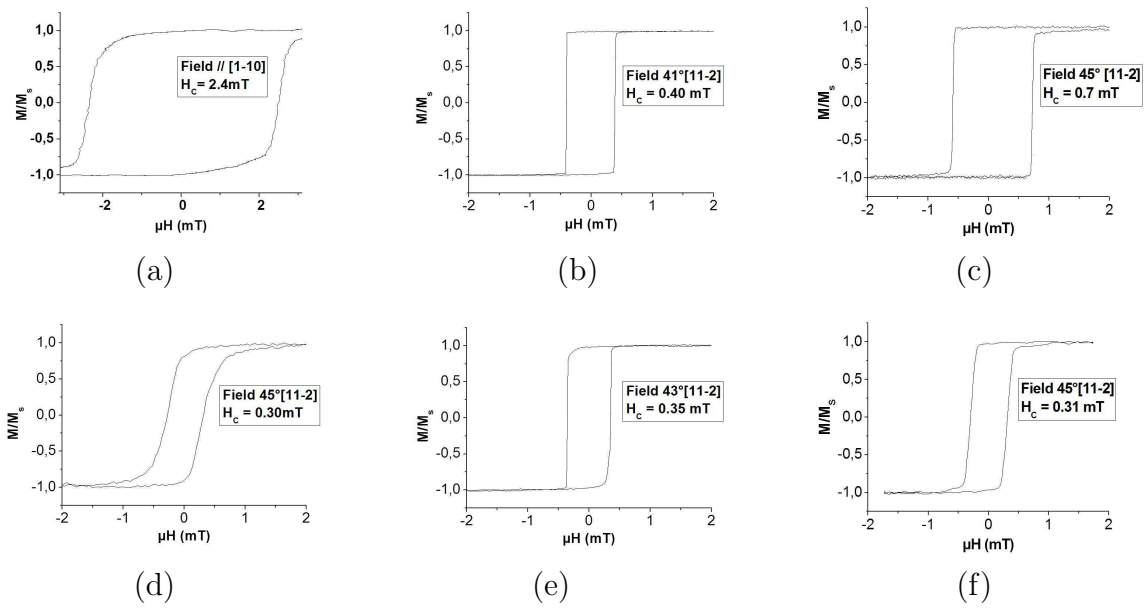 1,0
0,5
0,0
-0,5
-1,0
M/Ms
-2 0 2
µH (mT)
Field // [1-10]
HC= 2.4mT
(a)
1,0
0,5
0,0
-0,5
-1,0
M/Ms
-2 -1 0 1 2
µH (mT)
Field 41°[11-2]
HC = 0.40 mT
(b)
1,0
0,5
0,0
-0,5
-1,0
M/Ms
-2 -1 0 1 2
µH (mT)
Field 45° [11-2]
HC = 0.7 mT
(c)
1,0
0,5
0,0
-0,5
-1,0
M/Ms
-2 -1 0 1 2
µH (mT)
Field 45°[11-2]
HC = 0.30mT
(d)
1,0
0,5
0,0
-0,5
-1,0
M/Ms
-2 -1 0 1 2
µH (mT)
Field 43°[11-2]
HC = 0.35 mT
(e)
1,0
0,5
0,0
-0,5
-1,0
M/MS
-2 -1 0 1 2
µH (mT)
Field 45°[11-2]
HC = 0.31 mT
(f)